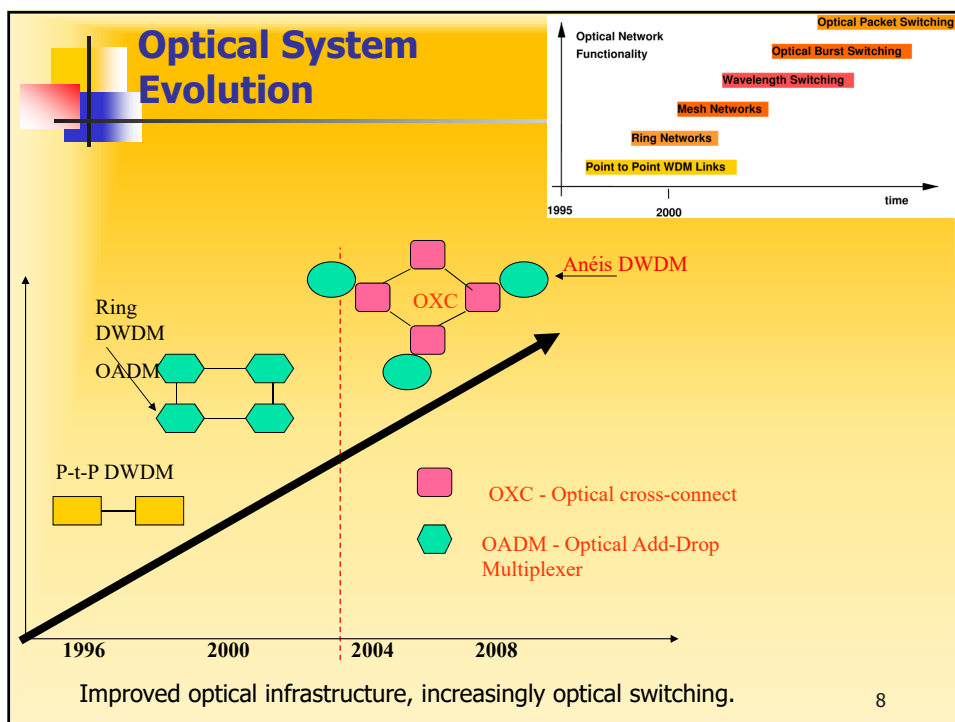 Optical System
Evolution
Optical Packet Switching
Optical Network
Functionality
Optical Burst Switching
Wavelength Switching
Mesh Networks
Ring Networks
Point to Point WDM Links
time
1995
2000
Anéis DWDM
OXC
Ring
DWDM
OADM
P-t-P DWDM
OXC - Optical cross-connect
OADM - Optical Add-Drop
Multiplexer
1996 2000 2004 2008
Improved optical infrastructure, increasingly optical switching.
8